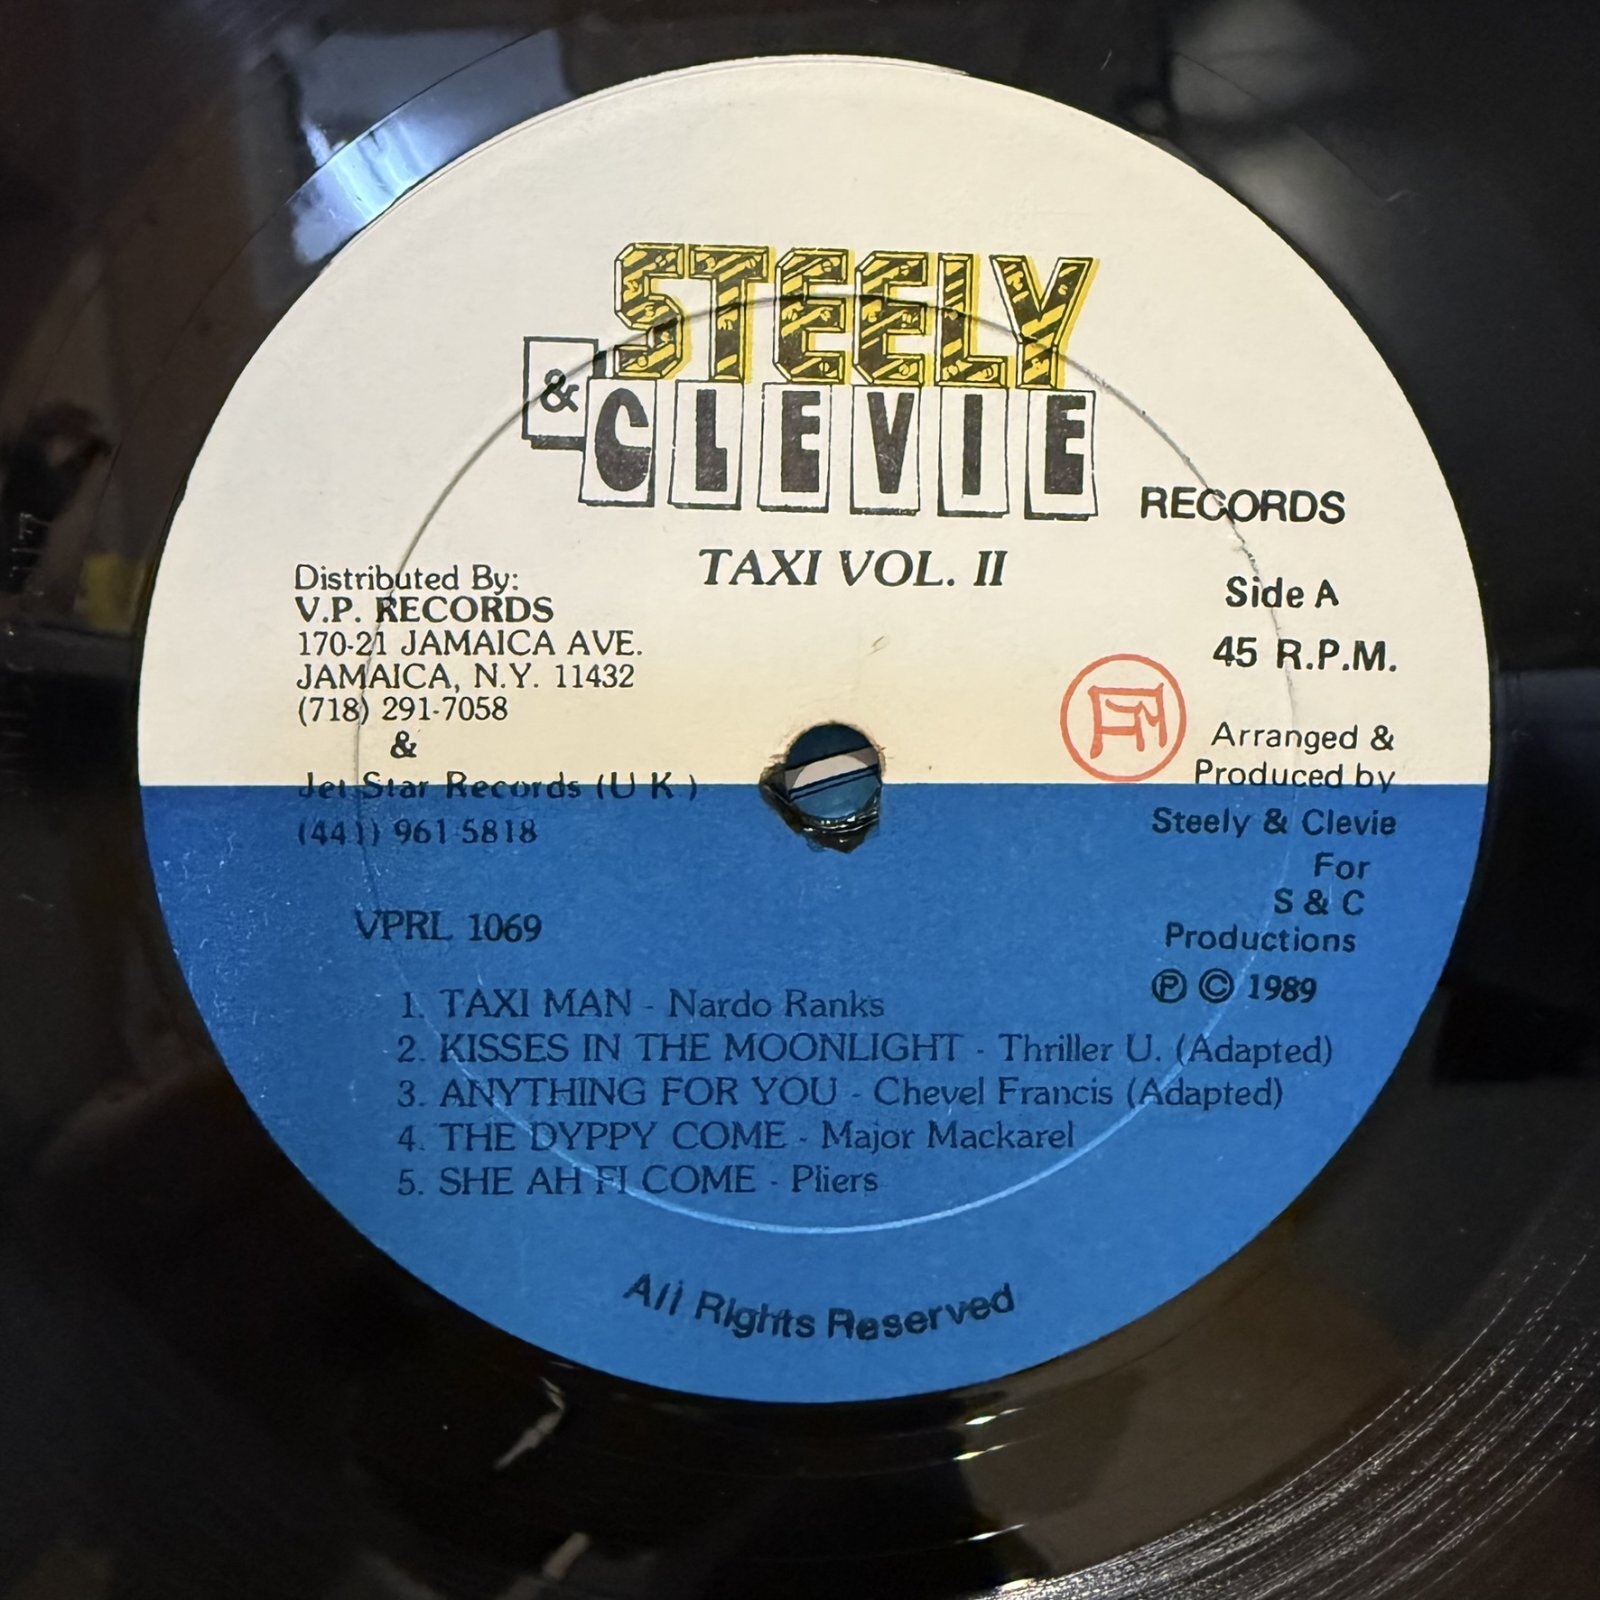 STEELY
& CLEVIE
RECORDS
TAXI VOL. II
Distributed By:
V.P. RECORDS
170-21 JAMAICA AVE.
JAMAICA, N.Y. 11432
(718) 291-7058
&
Jet Star Records (U K )
(441) 961 5818
VPRL 1069
Side A
45 R.P.M.
Arranged &
Produced by
Steely & Clevie
For
S & C
Productions
Ⓟ © 1989
1. TAXI MAN - Nardo Ranks
2. KISSES IN THE MOONLIGHT - Thriller U. (Adapted)
3. ANYTHING FOR YOU - Chevel Francis (Adapted)
4. THE DYPPY COME - Major Mackarel
5. SHE AH FI COME - Pliers
All Rights Reserved